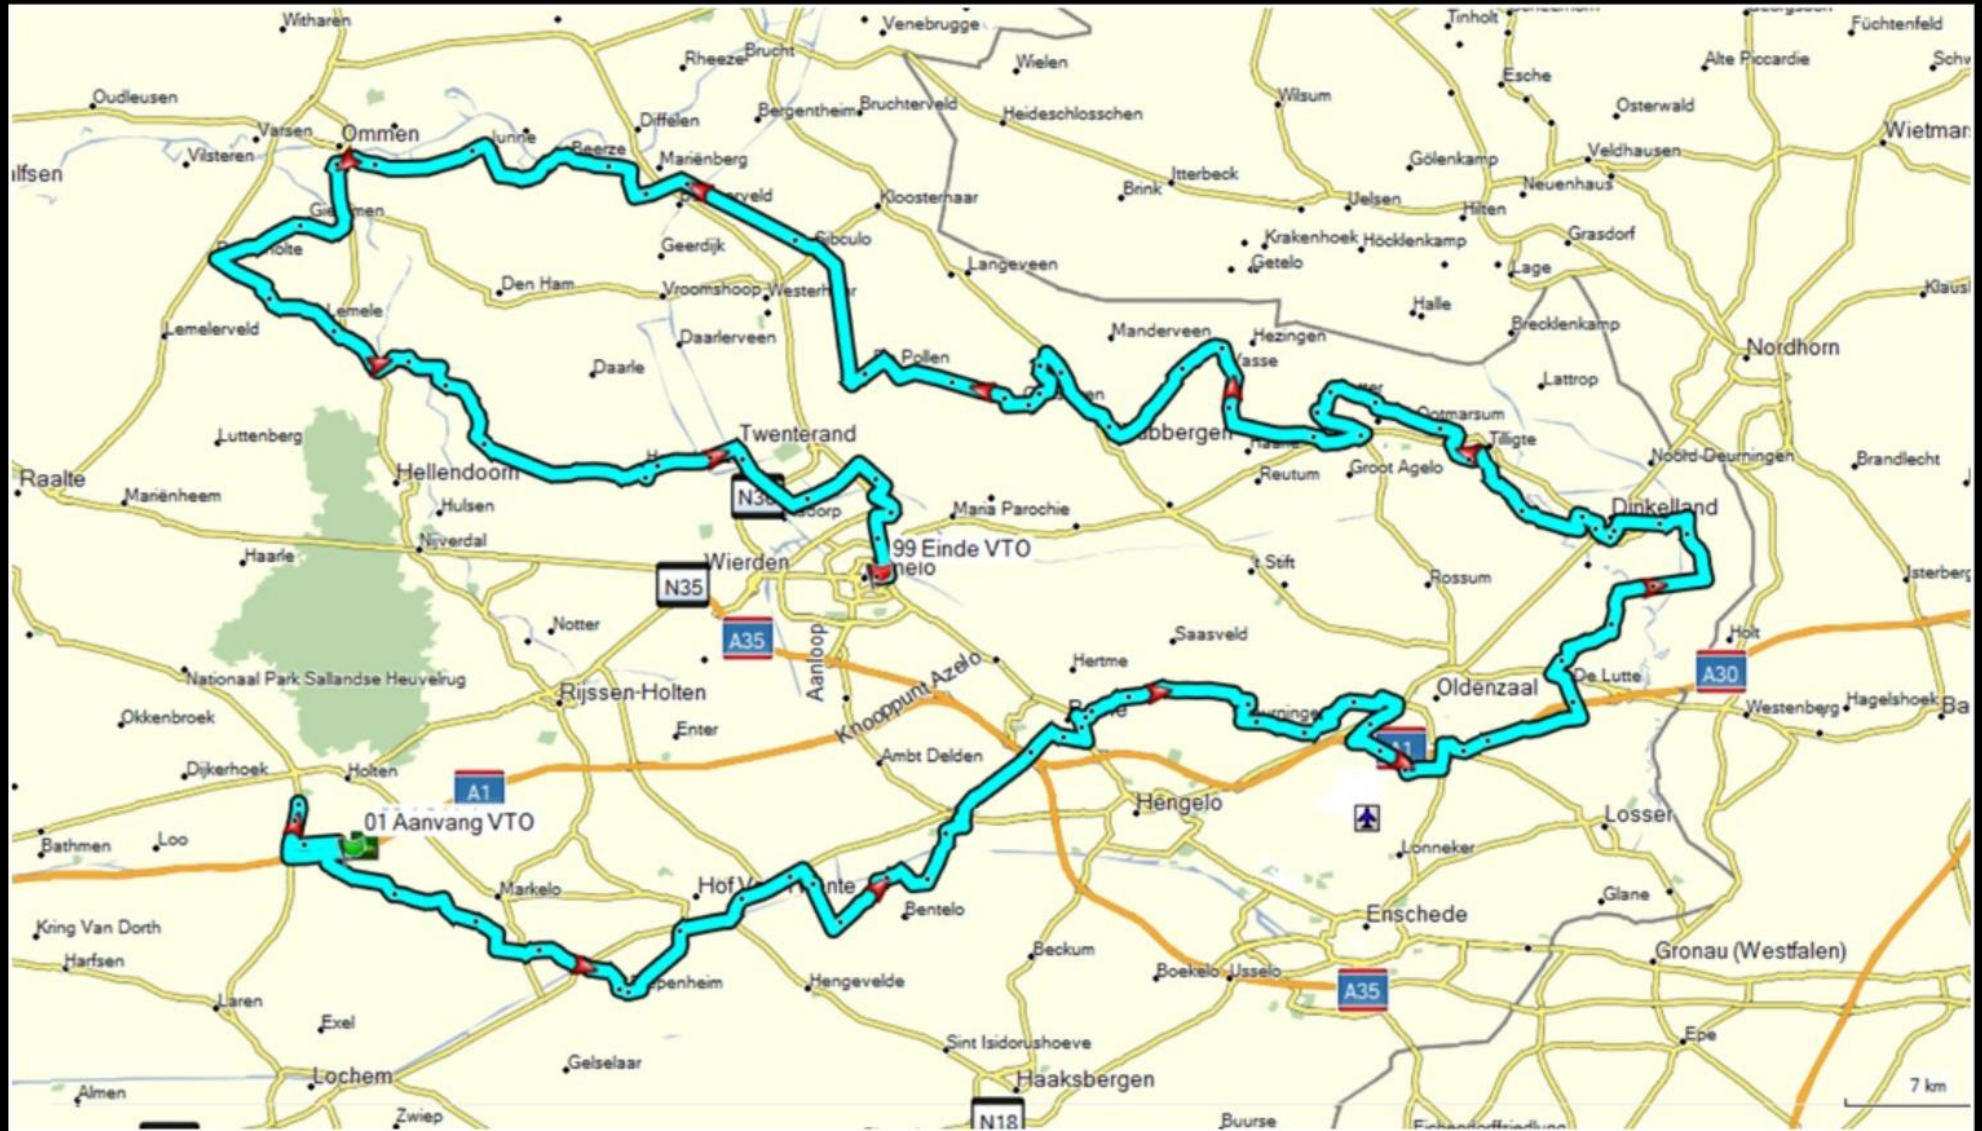 Witharen
Venebrugge
Tinholt
Füchtenfeld
Rheeze
Brucht
Wielen
Esche
Alte Piccardie
Oudleusen
Wilsum
Osterwald
Bergentheim
Bruchterveld
Heideschlosschen
Diffelen
Varsen
Ommen
Junne
Beerze
Vilsteren
Mariënberg
Veldhausen
Gölenkamp
Itterbeck
Brink
Neuenhaus
Uelsen
Hilten
Kloosterhaar
Sibculo
Geerdijk
Krakenhoek
Höcklenkamp
Grasdorf
Getelo
Lage
Langeveen
Den Ham
Vroomshoop
Halle
Lemele
Lemelerveld
Daarlerveen
Manderveen
Hezingen
Brecklenkamp
Nordhorn
Pollen
Daarle
Lattrop
Ootmarsum
Tilligte
Luttenberg
Twenterand
Groot Agelo
Noord Deurningen
Brandlecht
Reutum
Raalte
Hellendoorn
Mariënheem
Hulsen
N36
Maria Parochie
Dinkelland
Nijverdal
Haarle
Wierden
99 Einde VTO
't Stift
Rossum
N35
A35
Notter
Saasveld
Holt
Aanloop
Hertme
Knooppunt Azelo
Nationaal Park Sallandse Heuvelrug
Rijssen-Holten
Oldenzaal
De Lutte
A30
Hagelshoek
Westenberg
Okkenbroek
Enter
Ambt Delden
Dijkerhoek
Holten
A1
Hengelo
01 Aanvang VTO
Losser
Bathmen
Loo
Lonneker
Markelo
Bentelo
Glane
Enschede
Kring Van Dorth
Harfsen
Beckum
Gronau (Westfalen)
Boekelo
Usselo
A35
Hengevelde
Laren
Exel
Epe
Sint Isidorushoeve
Gelselaar
Lochem
Haaksbergen
7 km
Almen
Zwiep
N18
Buurse